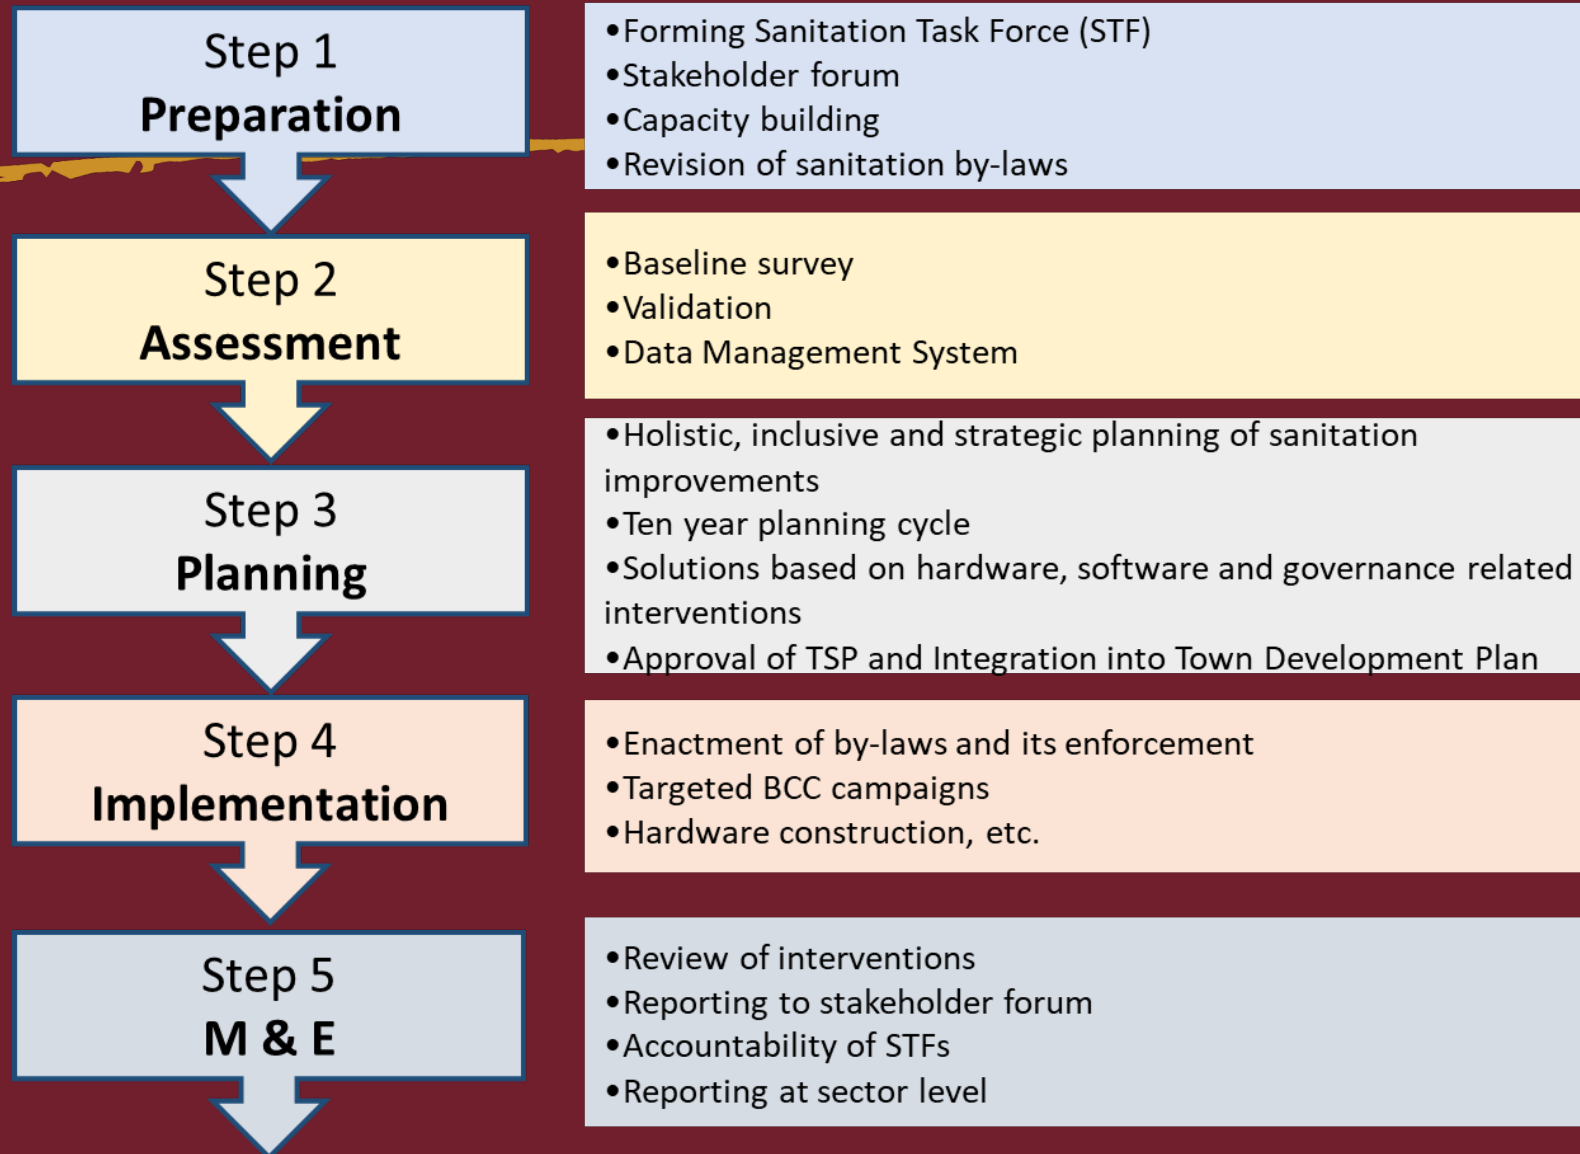 Step 1
Preparation
•Forming Sanitation Task Force (STF)
•Stakeholder forum
•Capacity building
•Revision of sanitation by-laws
Step 2
Assessment
•Baseline survey
•Validation
•Data Management System
Step 3
Planning
•Holistic, inclusive and strategic planning of sanitation
improvements
•Ten year planning cycle
•Solutions based on hardware, software and governance related
interventions
•Approval of TSP and Integration into Town Development Plan
Step 4
Implementation
•Enactment of by-laws and its enforcement
•Targeted BCC campaigns
•Hardware construction, etc.
Step 5
M & E
•Review of interventions
•Reporting to stakeholder forum
•Accountability of STFs
•Reporting at sector level